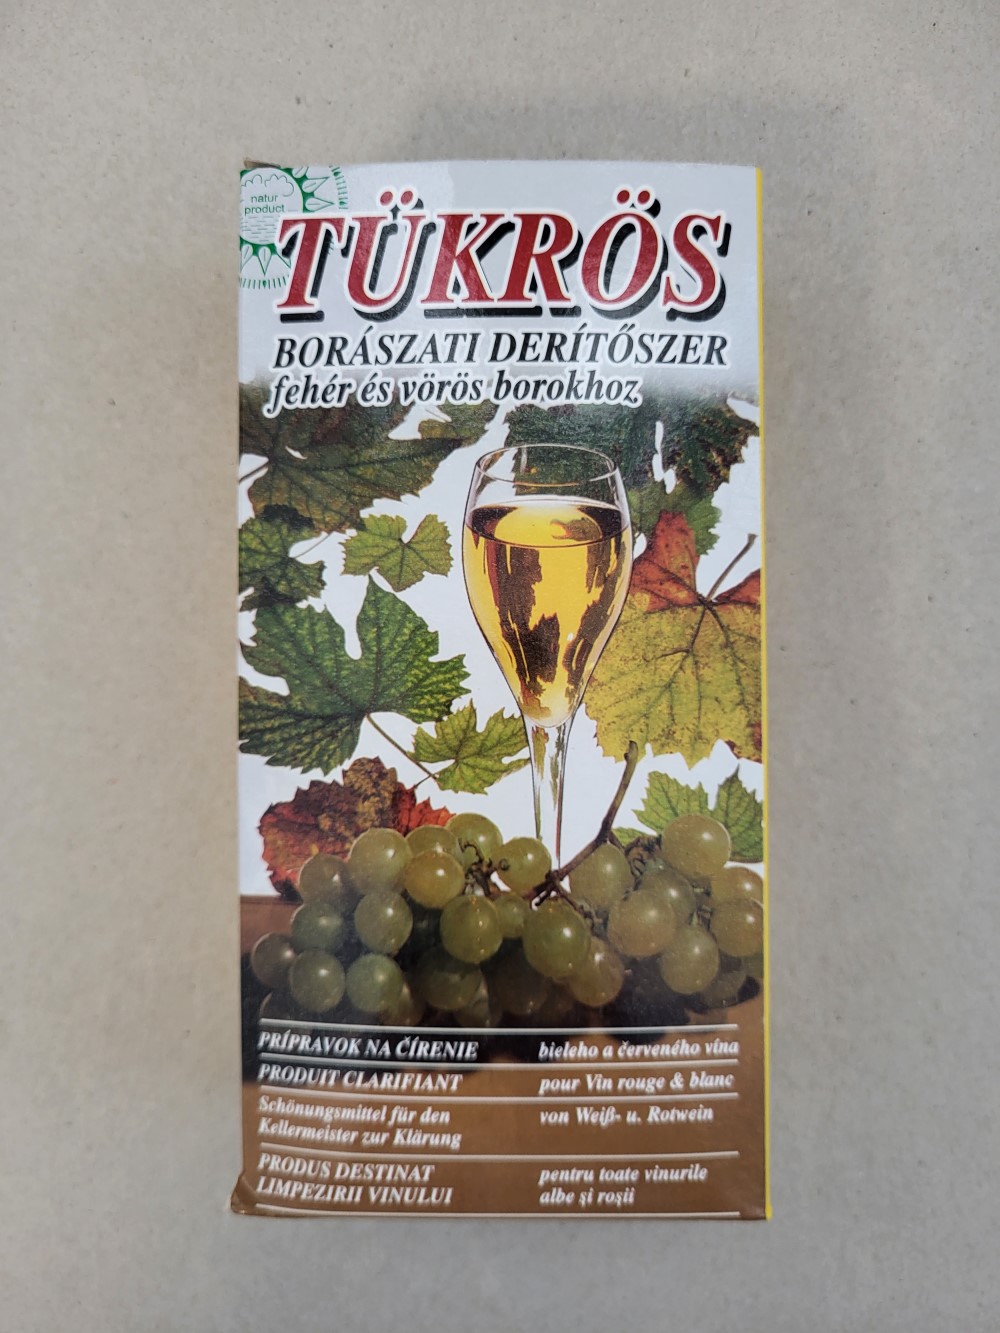 natur
product
TÜKRÖS
BORÁSZATI DERÍTŐSZER
fehér és vörös borokhoz
PRÍPRAVOK NA ČÍRENIE bieleho a červeného vína
PRODUIT CLARIFIANT pour Vin rouge & blanc
Schönungsmittel für den von Weiß- u. Rotwein
Kellermeister zur Klärung
PRODUS DESTINAT pentru toate vinurile
LIMPEZIRII VINULUI albe și roșii